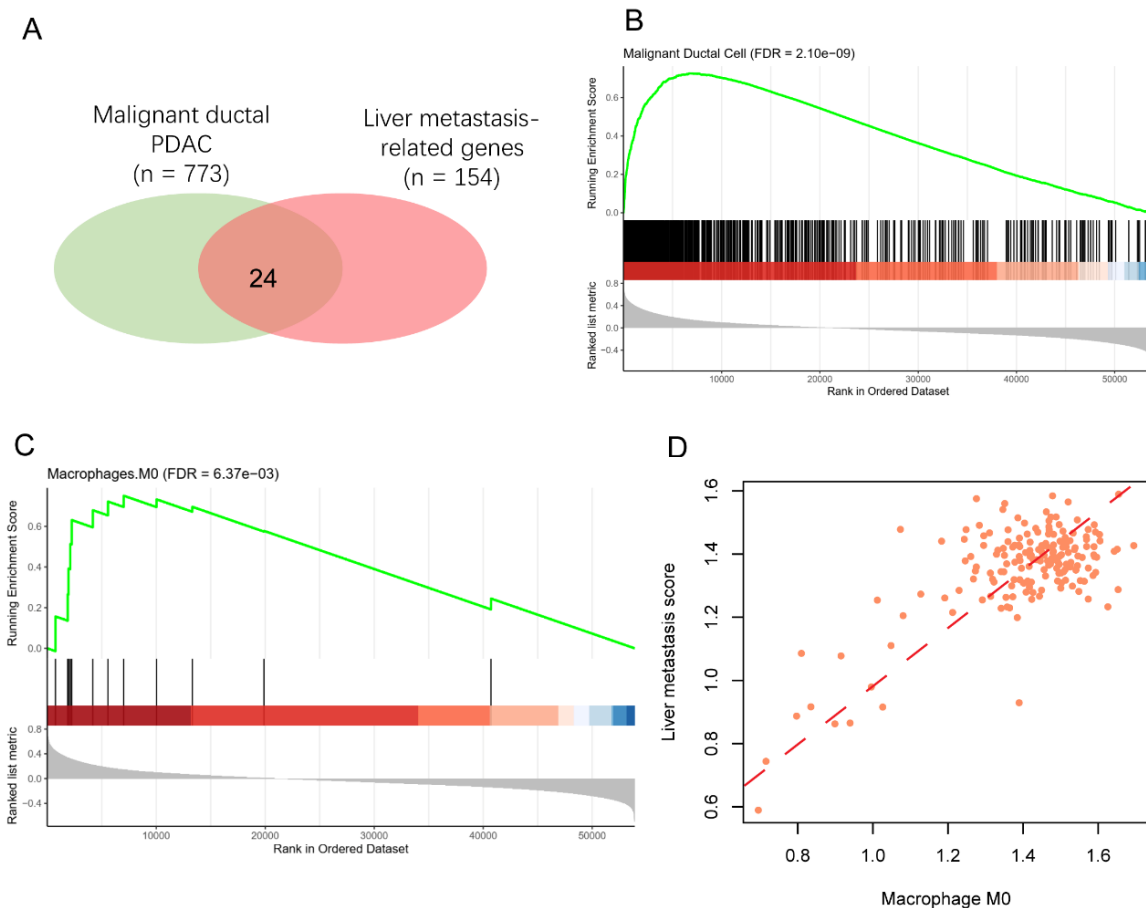 A
Malignant ductal
PDAC
(n = 773)
Liver metastasis-
related genes
(n = 154)
24
B
Malignant Ductal Cell (FDR = 2.10e−09)
Running Enrichment Score
0.6
0.4
0.2
0.0
Ranked list metric
0.8
0.4
0.0
−0.4
10000 20000 30000 40000 50000
Rank in Ordered Dataset
C
Macrophages.M0 (FDR = 6.37e−03)
Running Enrichment Score
0.6
0.4
0.2
0.0
Ranked list metric
0.8
0.4
0.0
−0.4
10000 20000 30000 40000 50000
Rank in Ordered Dataset
D
Liver metastasis score
1.6
1.4
1.2
1.0
0.8
0.6
0.8 1.0 1.2 1.4 1.6
Macrophage M0